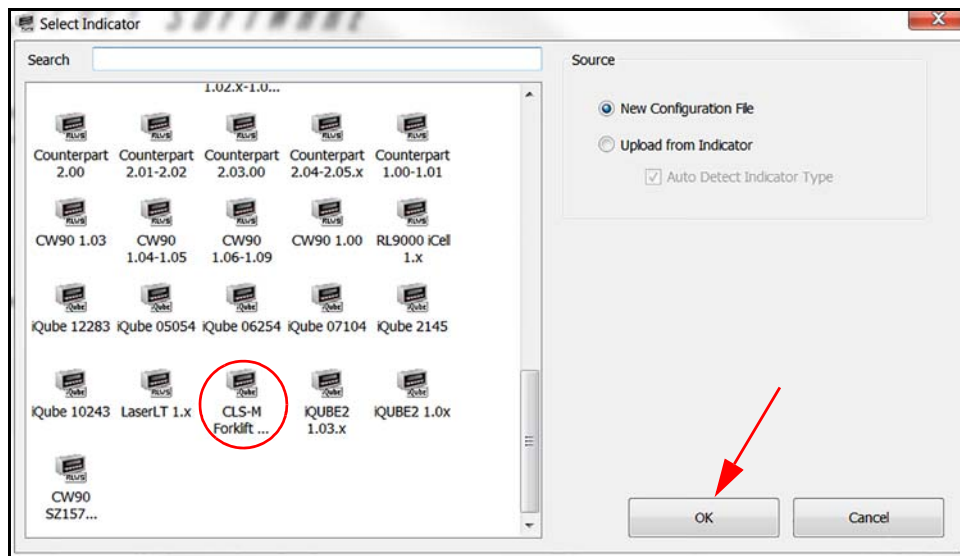 SOFTWARE
Select Indicator
X
Search
Source
1.02.x-1.0...
New Configuration File
Upload from Indicator
Auto Detect Indicator Type
RLWS RLWS RLWS RLWS RLWS
Counterpart Counterpart Counterpart Counterpart Counterpart
2.00 2.01-2.02 2.03.00 2.04-2.05.x 1.00-1.01
RLWS RLWS RLWS RLWS RLWS
CW90 1.03 CW90 CW90 CW90 1.00 RL9000 iCell
1.04-1.05 1.06-1.09 1.x
iQube iQube iQube iQube iQube
iQube 12283 iQube 05054 iQube 06254 iQube 07104 iQube 2145
iQube RLWS iQube iQube iQube
iQube 10243 LaserLT 1.x CLS-M iQUBE2 iQUBE2 1.0x
Forklift ... 1.03.x
RLWS
CW90
SZ157...
OK
Cancel